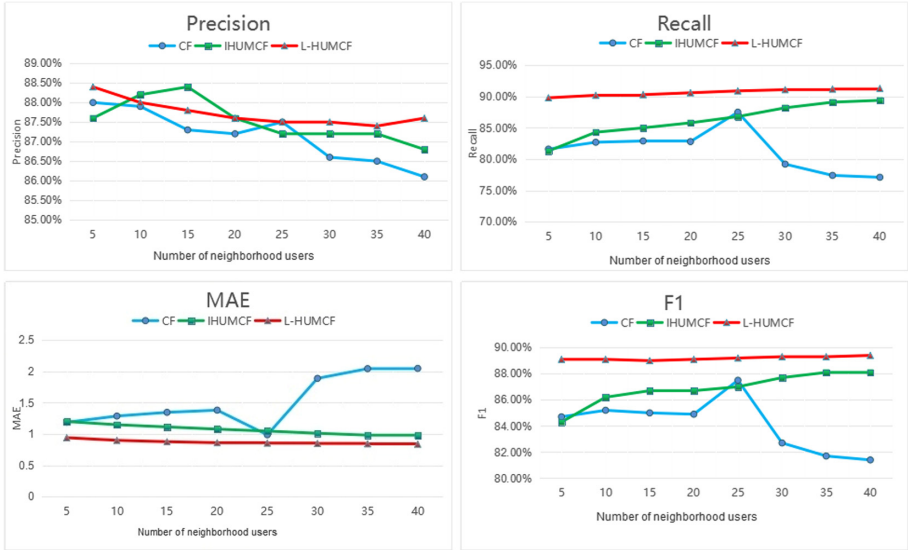 Precision
CF IHUMCF L-HUMCF
89.00%
88.50%
88.00%
87.50%
87.00%
86.50%
86.00%
85.50%
85.00%
Precision
5 10 15 20 25 30 35 40
Number of neighborhood users
Recall
CF IHUMCF L-HUMCF
95.00%
90.00%
85.00%
80.00%
75.00%
70.00%
Recall
5 10 15 20 25 30 35 40
Number of neighborhood users
MAE
CF IHUMCF L-HUMCF
2.5
2
1.5
1
0.5
0
MAE
5 10 15 20 25 30 35 40
Number of neighborhood users
F1
CF IHUMCF L-HUMCF
90.00%
88.00%
86.00%
84.00%
82.00%
80.00%
F1
5 10 15 20 25 30 35 40
Number of neighborhood users